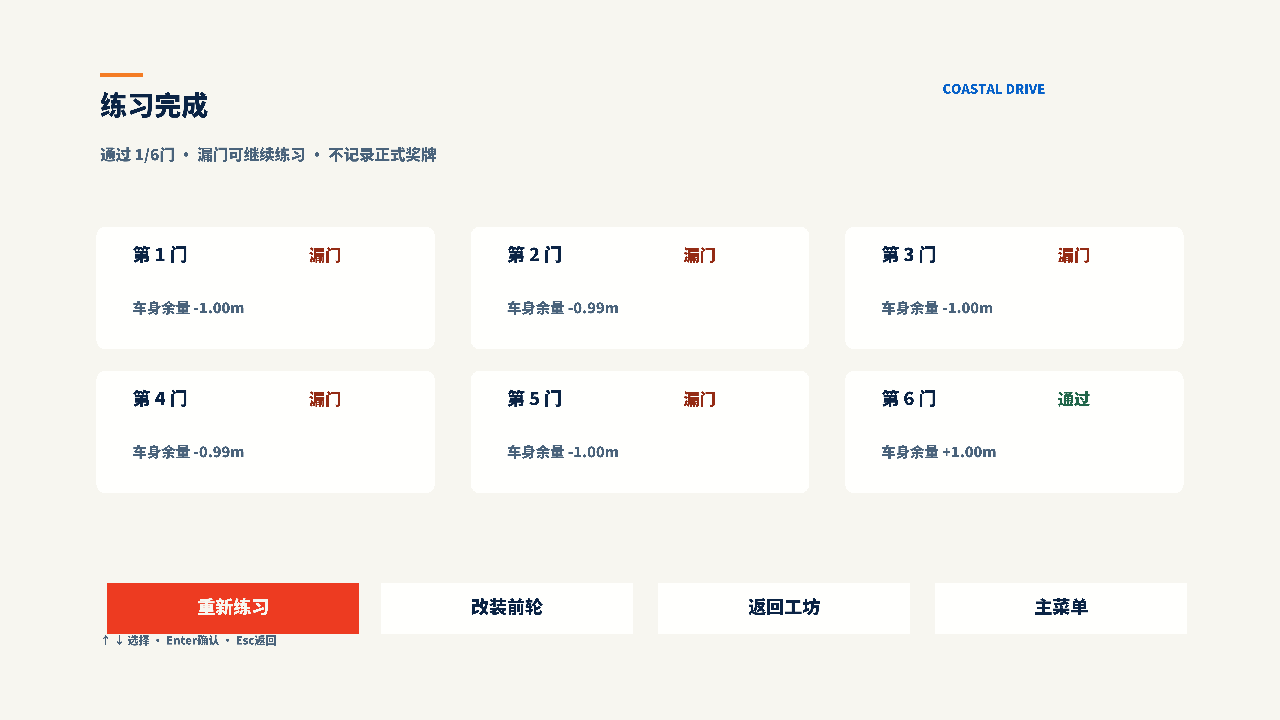 练习完成
COASTAL DRIVE
通过 1/6门 • 漏门可继续练习 • 不记录正式奖牌
第 1 门 漏门
车身余量 -1.00m
第 2 门 漏门
车身余量 -0.99m
第 3 门 漏门
车身余量 -1.00m
第 4 门 漏门
车身余量 -0.99m
第 5 门 漏门
车身余量 -1.00m
第 6 门 通过
车身余量 +1.00m
重新练习
改装前轮
返回工坊
主菜单
↑ ↓ 选择 • Enter确认 • Esc返回